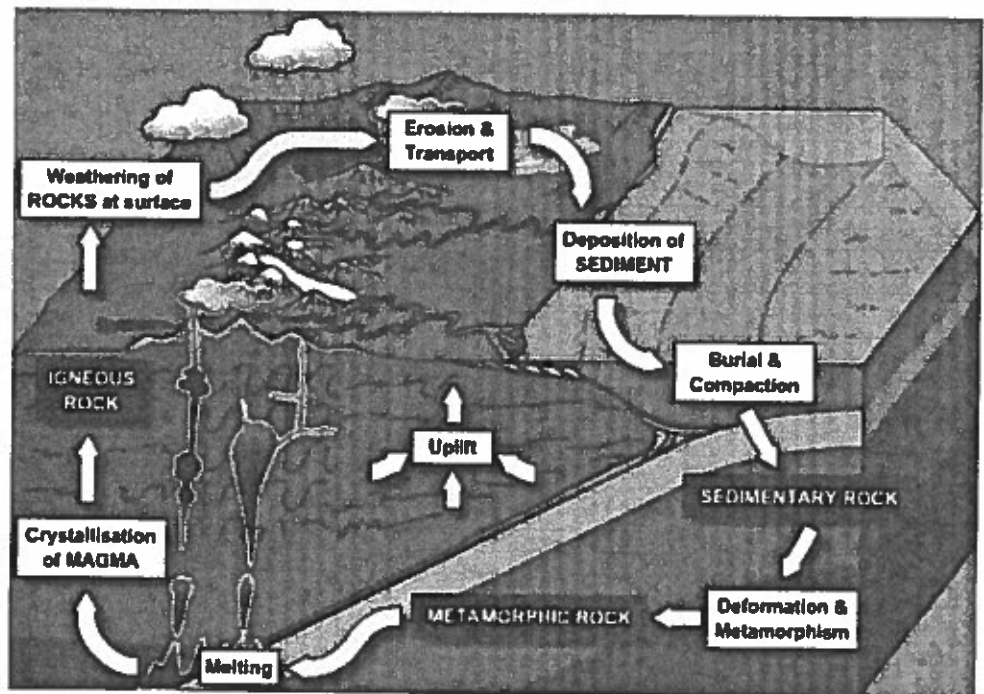 Erosion &
Transport
Weathering of
ROCKS at surface
Deposition of
SEDIMENT
Burial &
Compaction
IGNEOUS
ROCK
Uplift
SEDIMENTARY ROCK
Crystallisation
of MAGMA
Deformation &
Metamorphism
METAMORPHIC ROCK
Melting